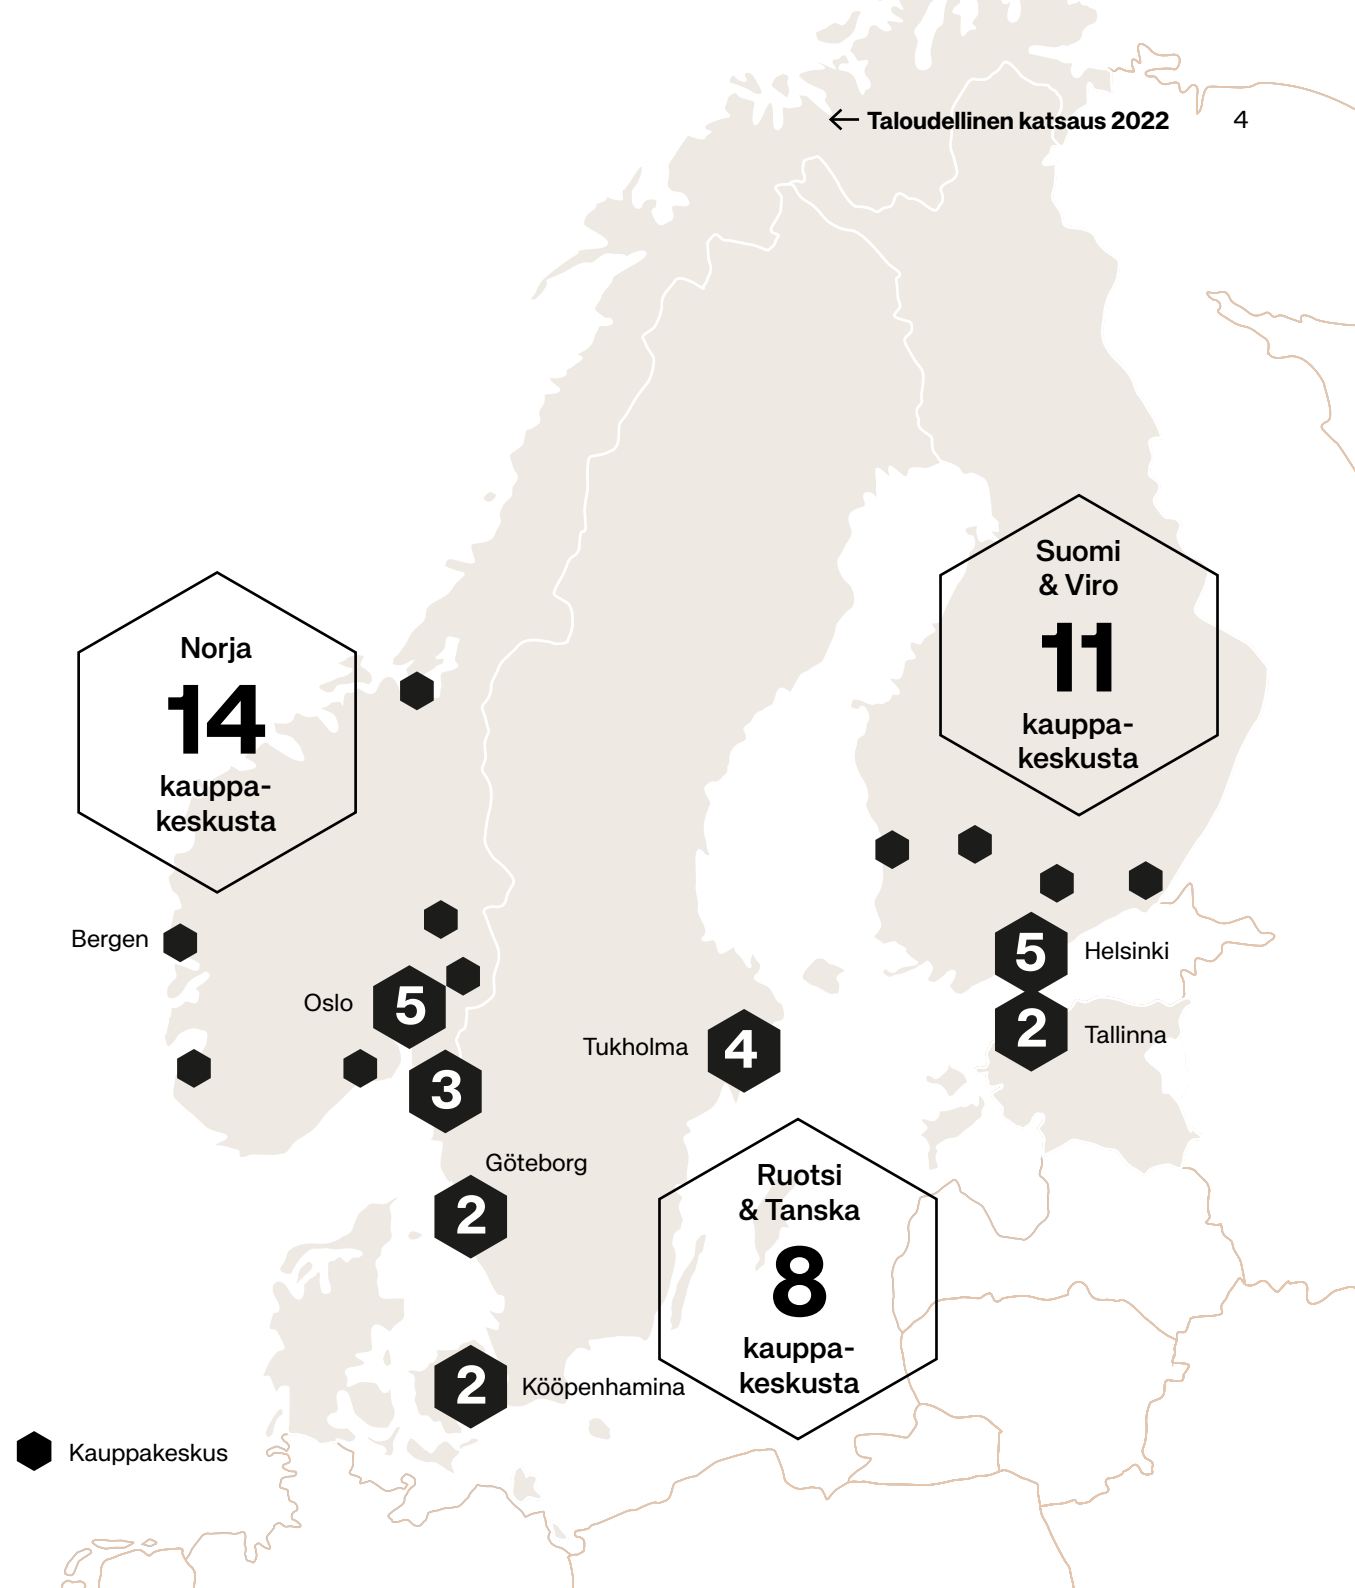 Taloudellinen katsaus 2022 4
Suomi
& Viro
11
kauppa-
keskusta
Norja
14
kauppa-
keskusta
Bergen
Oslo
5
3
Tukholma
4
5
Helsinki
2
Tallinna
Göteborg
2
Ruotsi
& Tanska
8
kauppa-
keskusta
2
Kööpenhamina
Kauppakeskus